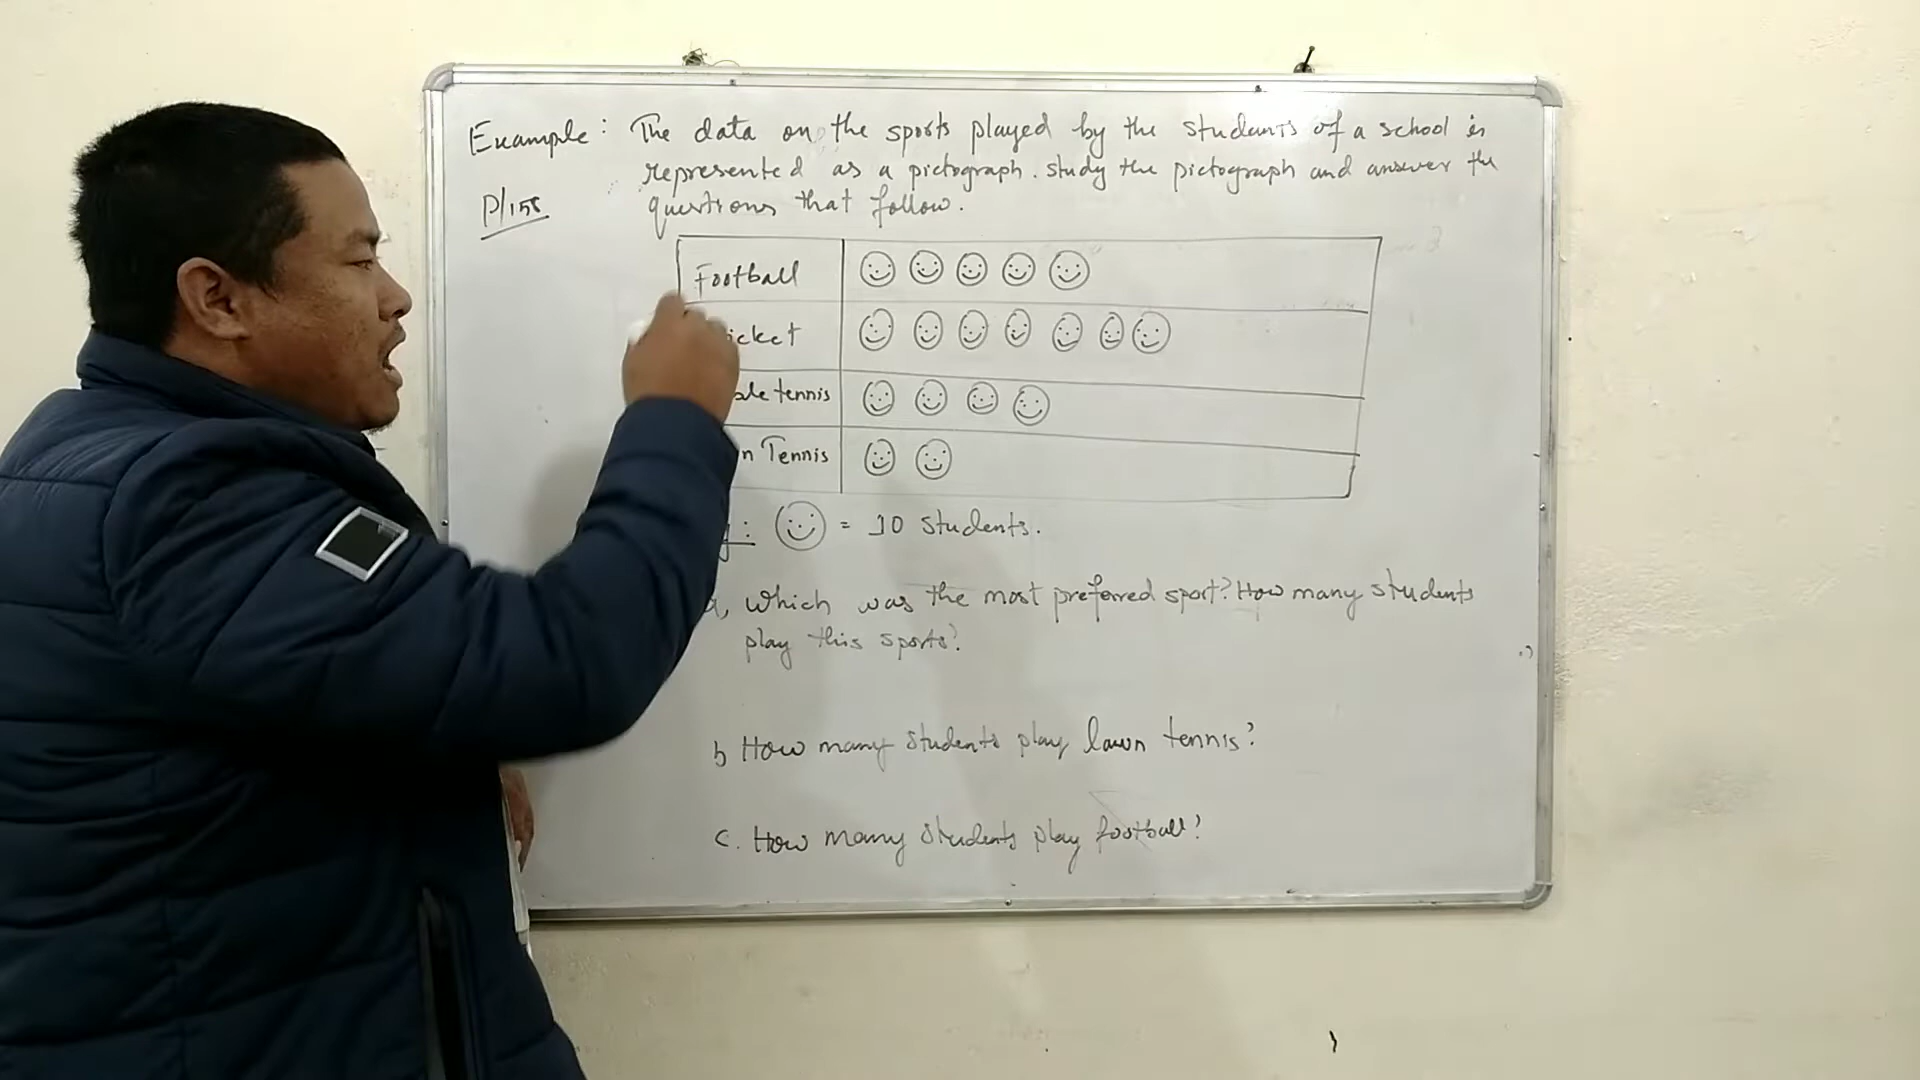 Example: The data on the sports played by the students of a school is
represented as a pictograph. Study the pictograph and answer the
P/158
questions that follow.
Football
icket
ble tennis
n Tennis
y: = 10 students.
a, which was the most preferred sport? How many students
play this sports?
b How many students play lawn tennis?
c. How many students play football?